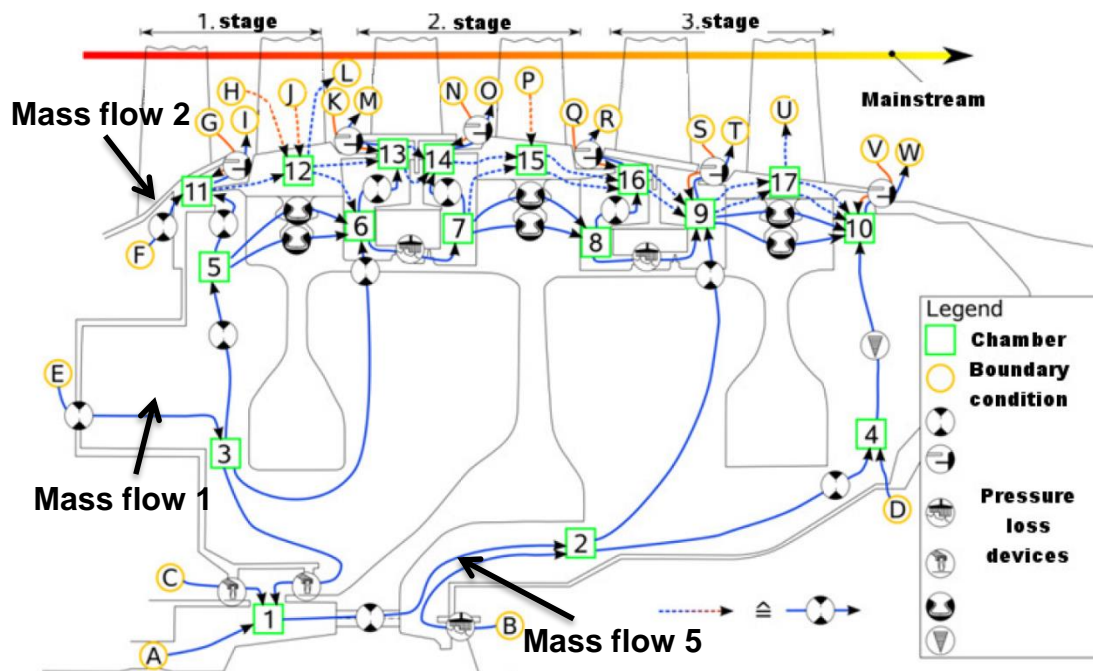 1. stage
2. stage
3.stage
Mainstream
Mass flow 2
H
J
L
K
M
N
O
P
Q
R
S
T
U
V
W
G
I
11
12
13
14
15
16
17
F
5
6
7
8
9
10
E
3
Mass flow 1
4
D
2
C
1
A
B
Mass flow 5
≙
Legend
Chamber
Boundary
condition
Pressure
loss
devices